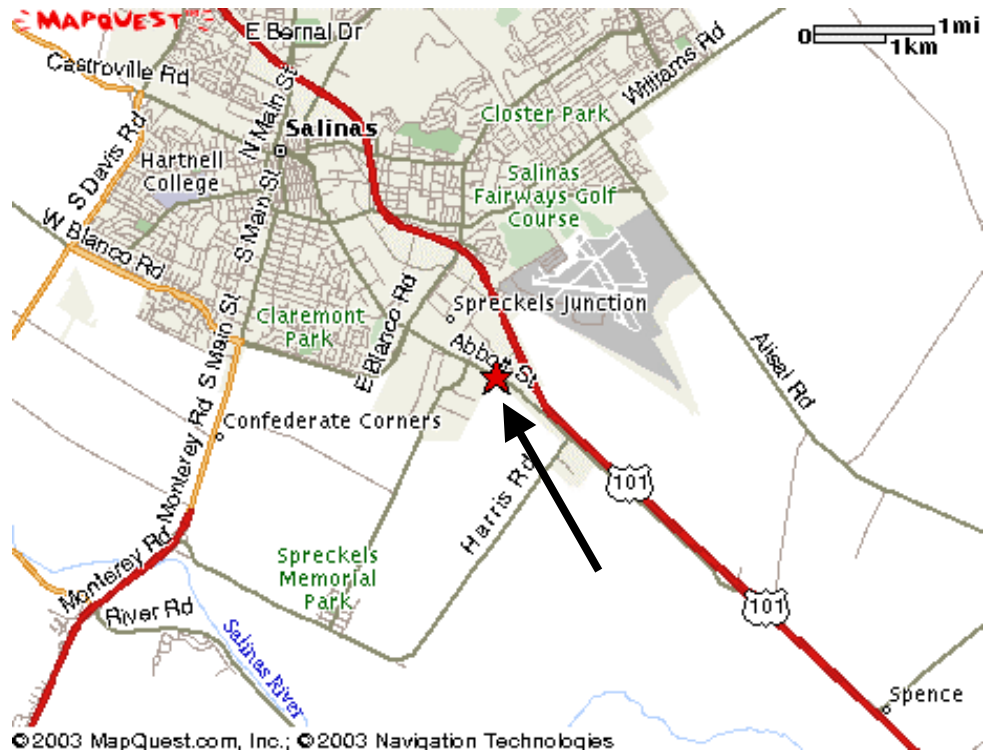 MAPQUEST
E Bernal Dr
0 1mi
1km
Castroville Rd
Williams Rd
N Main St
Closter Park
Salinas
S Davis Rd
Hartnell
College
Salinas
Fairways Golf
Course
S Main St
W Blanco Rd
Spreckels Junction
E Blanco Rd
Claremont
Park
S Main St
Abbott St
Alisal Rd
Confederate Corners
Monterey Rd
101
Harris Rd
Monterey Rd
Spreckels
Memorial
Park
River Rd
101
Salinas River
Spence
©2003 MapQuest.com, Inc.; ©2003 Navigation Technologies